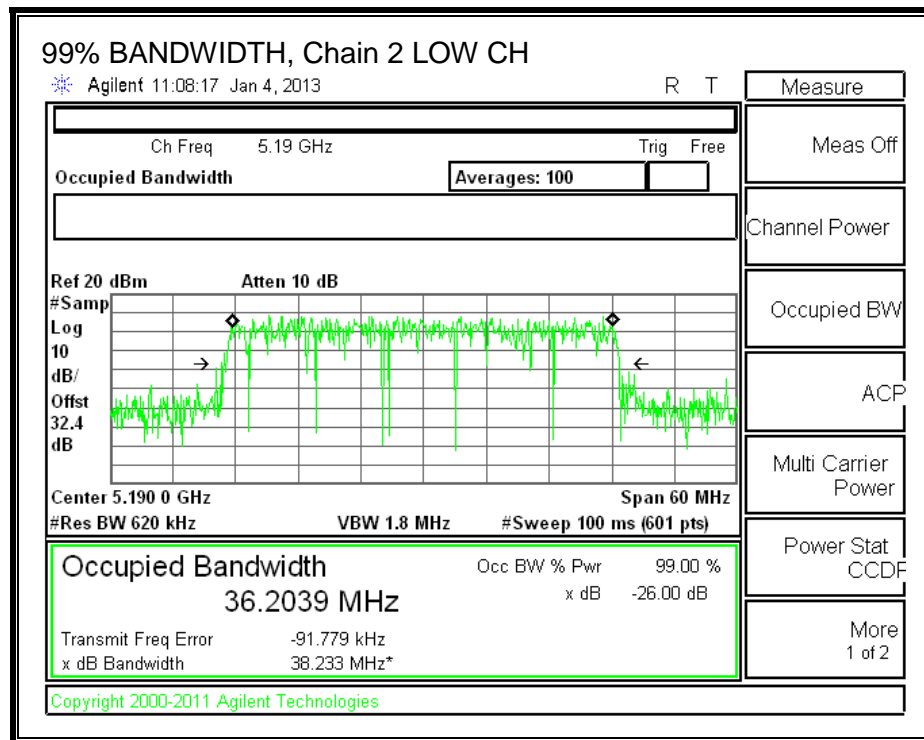 99% BANDWIDTH, Chain 2 LOW CH
Agilent 11:08:17 Jan 4, 2013 R T
Measure
Ch Freq 5.19 GHz Trig Free
Occupied Bandwidth Averages: 100
Meas Off
Channel Power
Occupied BW
ACP
Multi Carrier
Power
Power Stat
CCDF
More
1 of 2
Ref 20 dBm Atten 10 dB
#Samp
Log
10
dB/
Offst
32.4
dB
Center 5.190 0 GHz Span 60 MHz
#Res BW 620 kHz VBW 1.8 MHz #Sweep 100 ms (601 pts)
Occupied Bandwidth Occ BW % Pwr 99.00 %
36.2039 MHz x dB -26.00 dB
Transmit Freq Error -91.779 kHz
x dB Bandwidth 38.233 MHz*
Copyright 2000-2011 Agilent Technologies